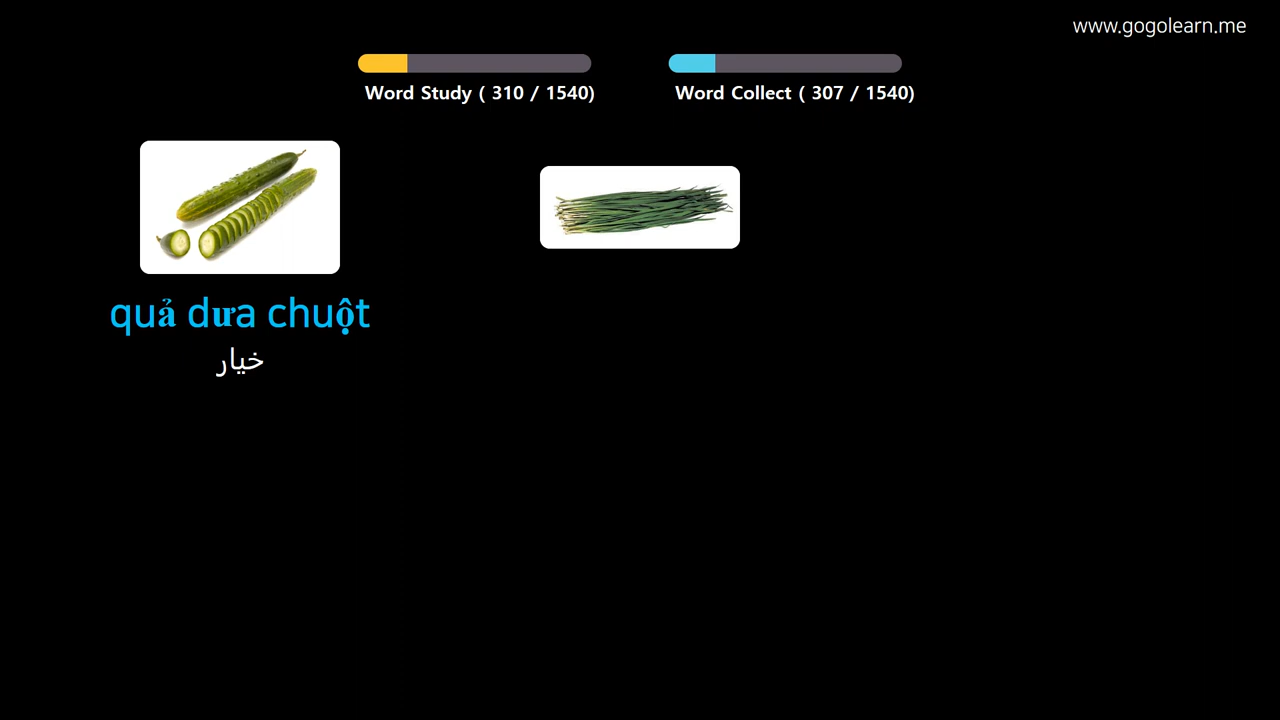 www.gogolearn.me
Word Study ( 310 / 1540)
Word Collect ( 307 / 1540)
quả dưa chuột
خيار